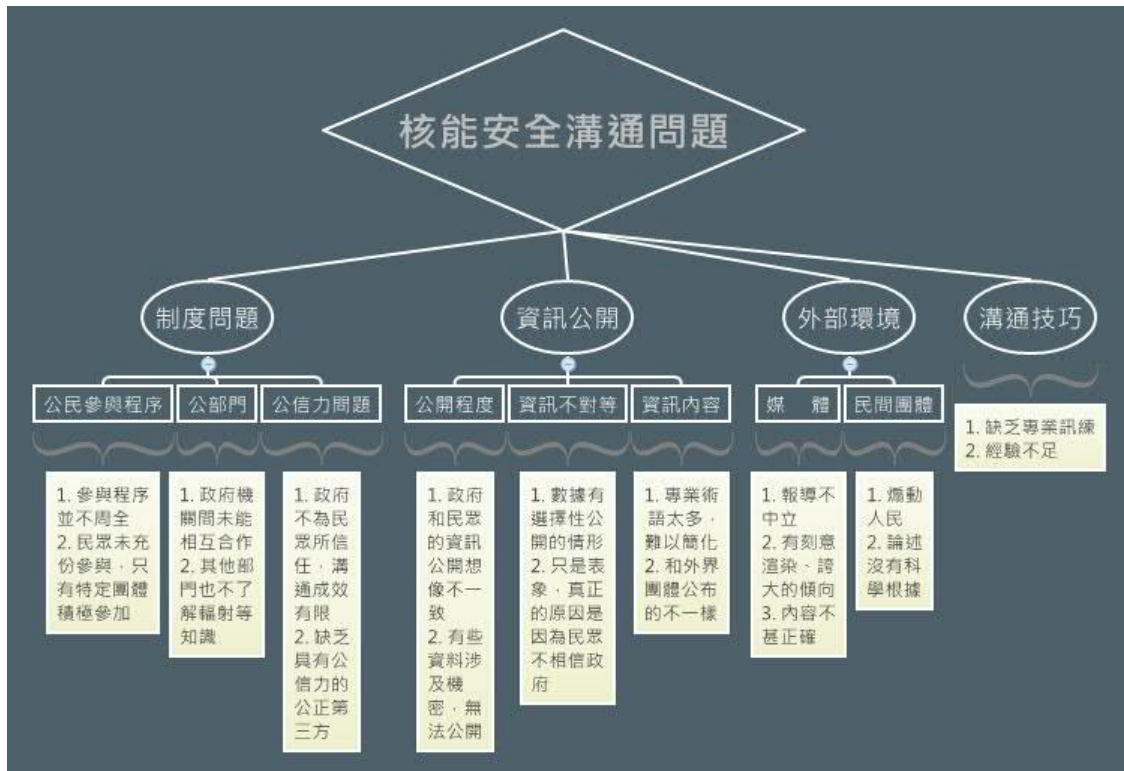 核能安全溝通問題
制度問題
資訊公開
外部環境
溝通技巧
公民參與程序
公部門
公信力問題
公開程度
資訊不對等
資訊內容
媒 體
民間團體
1. 參與程序
並不周全
2. 民眾未充
份參與，只
有特定團體
積極參加
1. 政府機
關間未能
相互合作
2. 其他部
門也不了
解輻射等
知識
1. 政府
不為民
眾所信
任，溝
通成效
有限
2. 缺乏
具有公
信力的
公正第
三方
1. 政府
和民眾
的資訊
公開想
像不一
致
2. 有些
資料涉
及機
密，無
法公開
1. 數據有
選擇性公
開的情形
2. 只是表
象，真正
的原因是
因為民眾
不相信政
府
1. 專業術
語太多，
難以簡化
2. 和外界
團體公布
的不一樣
1. 報導不
中立
2. 有刻意
渲染、誇
大的傾向
3. 內容不
甚正確
1. 煽動
人民
2. 論述
沒有科
學根據
1. 缺乏專業訊練
2. 經驗不足